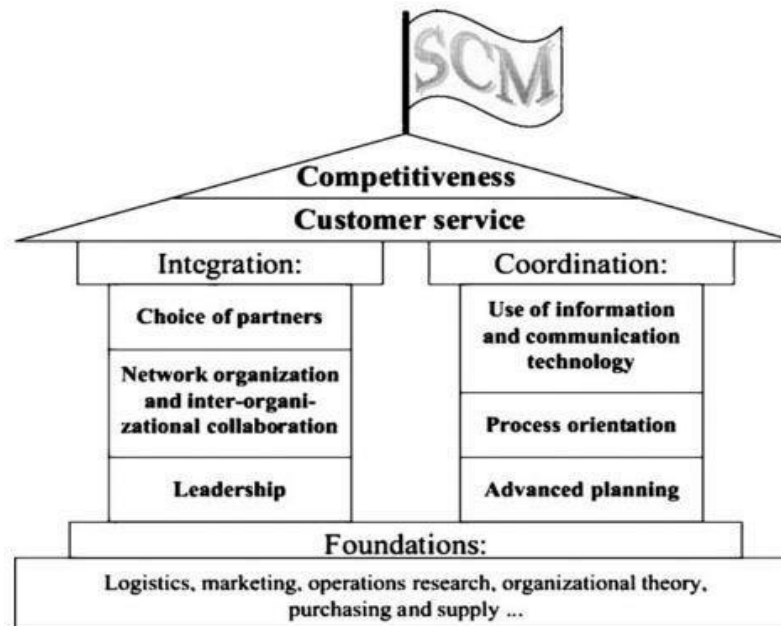 SCM
Competitiveness
Customer service
Integration:
Choice of partners
Network organization
and inter-organi-
zational collaboration
Leadership
Coordination:
Use of information
and communication
technology
Process orientation
Advanced planning
Foundations:
Logistics, marketing, operations research, organizational theory,
purchasing and supply ...